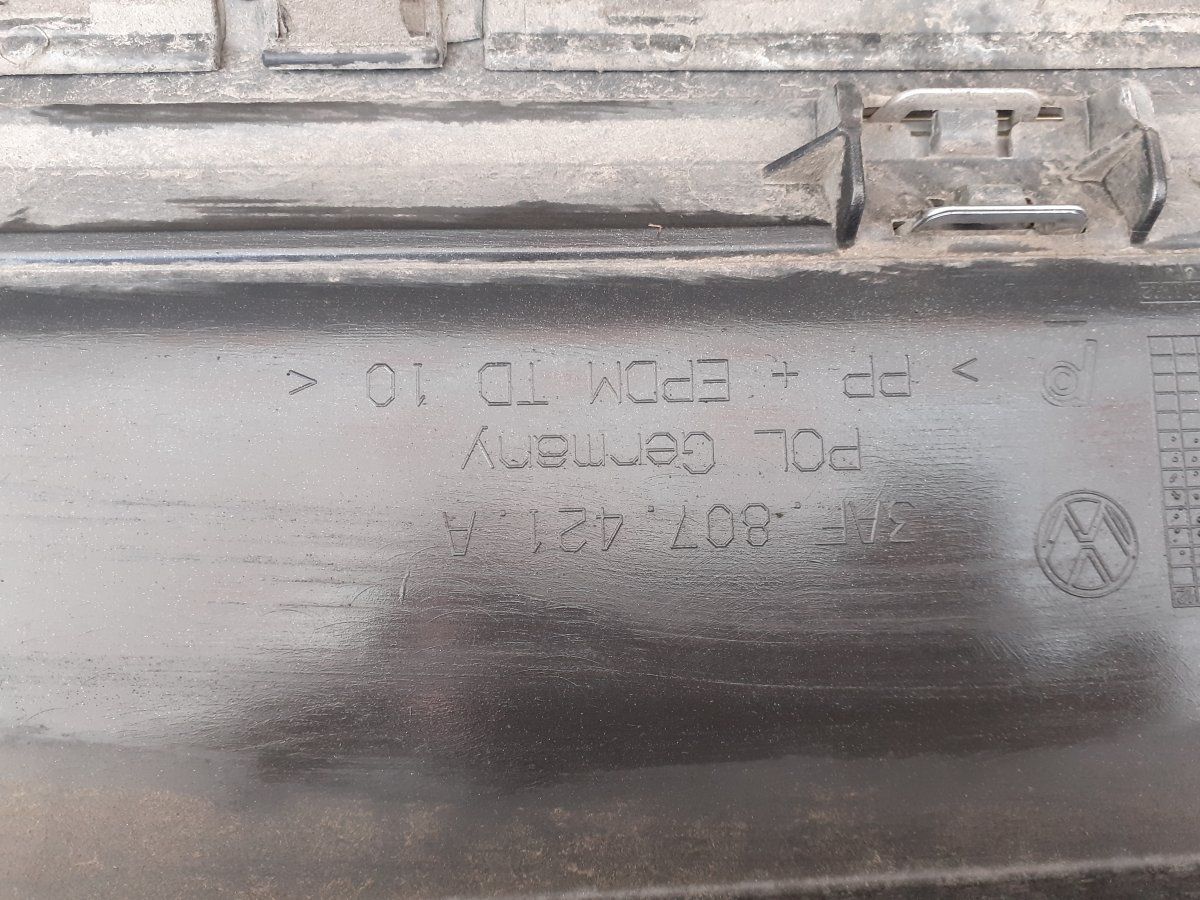 3AF. 807. 421. A
POL Germany
> PP + EPDM TD 10 <